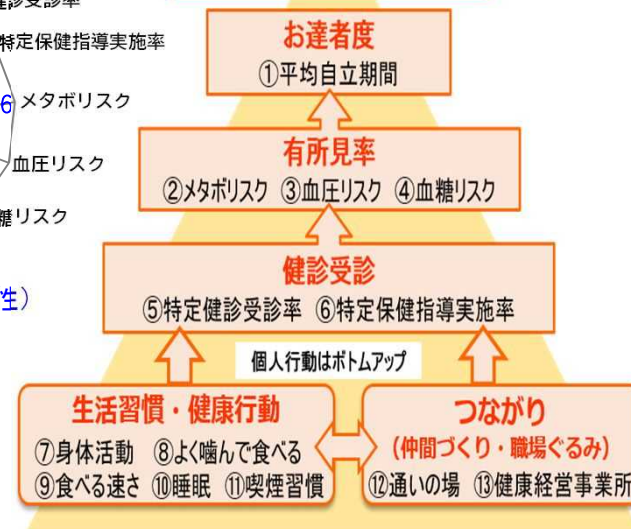 健診受診率
特定保健指導実施率
6
メタボリスク
血圧リスク
糖リスク
性)
お達者度
①平均自立期間
有所見率
②メタボリスク ③血圧リスク ④血糖リスク
健診受診
⑤特定健診受診率 ⑥特定保健指導実施率
個人行動はボトムアップ
生活習慣・健康行動
⑦身体活動 ⑧よく噛んで食べる
⑨食べる速さ ⑩睡眠 ⑪喫煙習慣
つながり
(仲間づくり・職場ぐるみ)
⑫通いの場 ⑬健康経営事業所